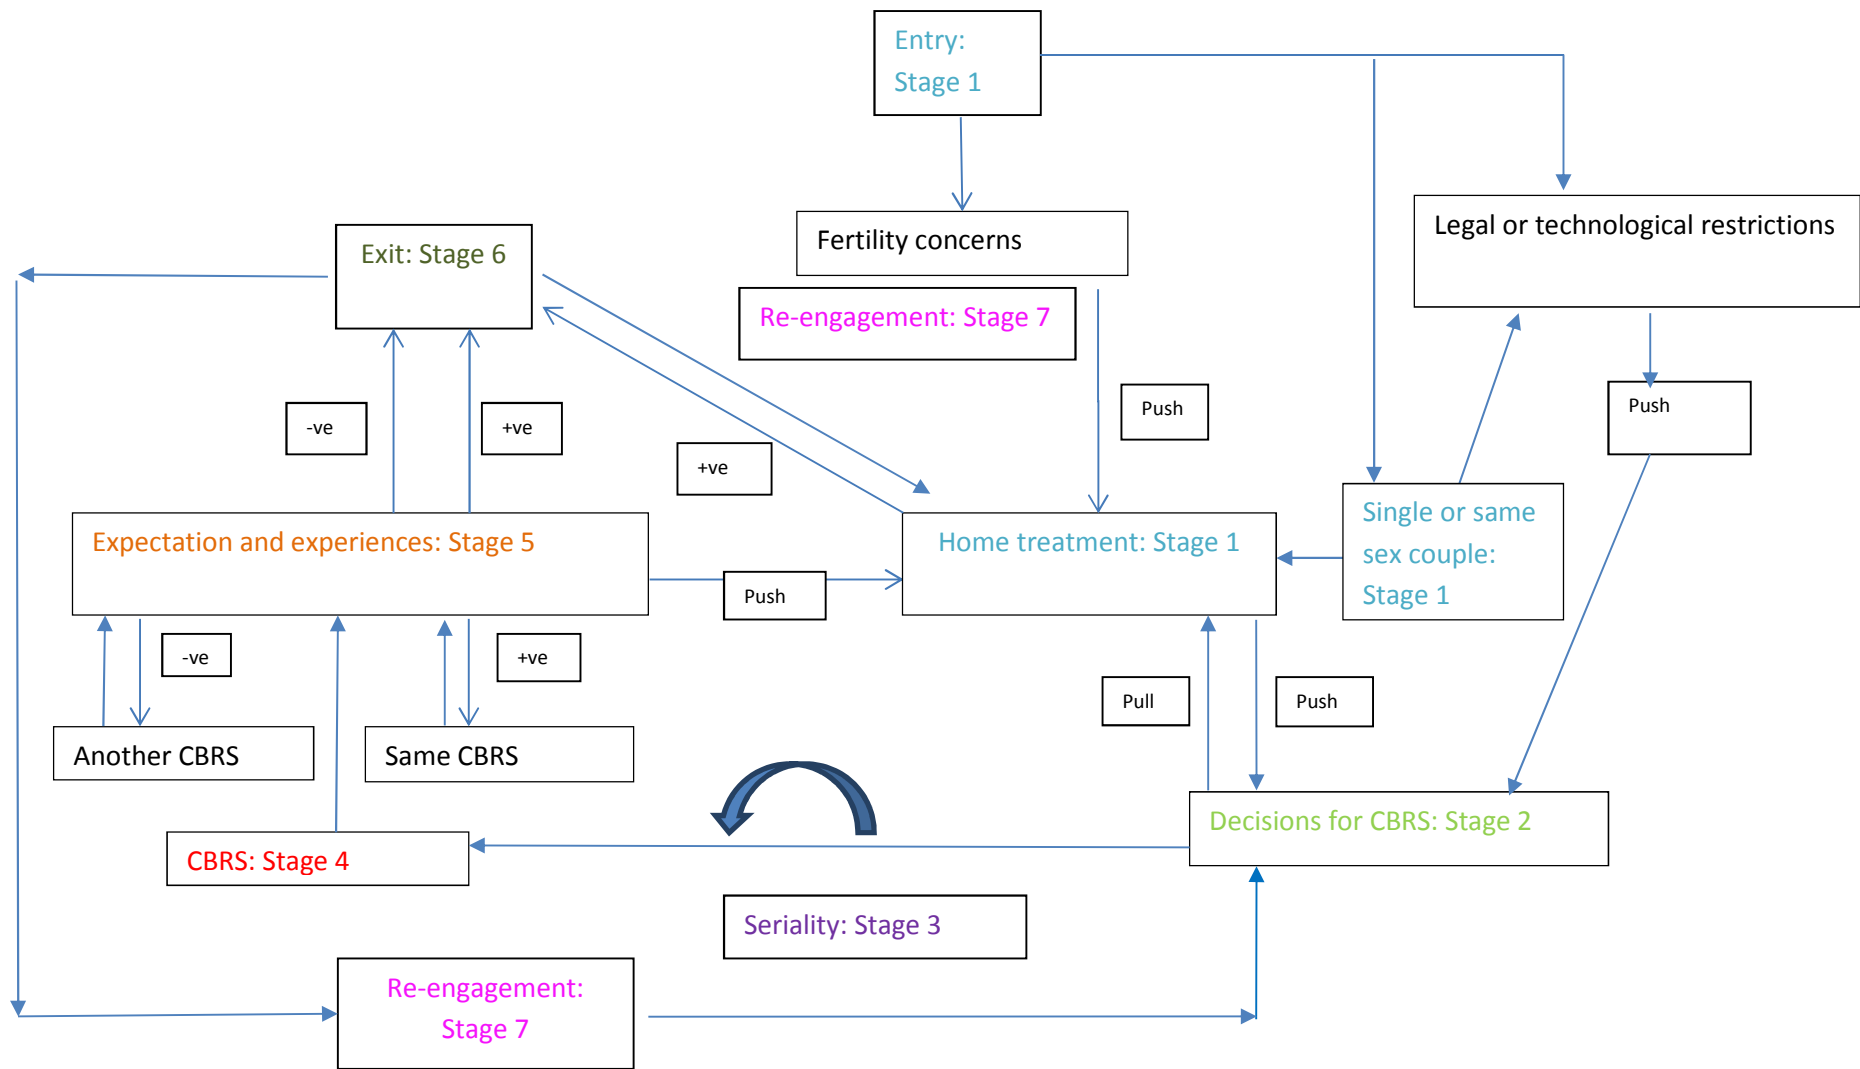 Entry:
Stage 1
Legal or technological restrictions
Fertility concerns
Exit: Stage 6
Re-engagement: Stage 7
Push
Push
-ve
+ve
+ve
Single or same
sex couple:
Stage 1
Expectation and experiences: Stage 5
Home treatment: Stage 1
Push
-ve
+ve
Pull
Push
Another CBRS
Same CBRS
Decisions for CBRS: Stage 2
CBRS: Stage 4
Seriality: Stage 3
Re-engagement:
Stage 7